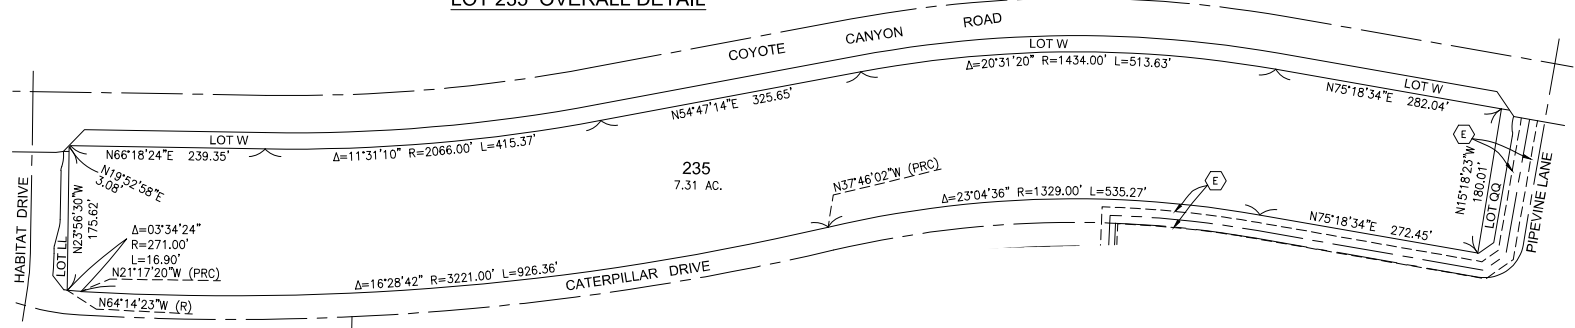 LOT 235 OVERALL DETAIL
COYOTE CANYON ROAD
LOT W
Δ=20°31'20" R=1434.00' L=513.63'
LOT W
N75°18'34"E 282.04'
N54°47'14"E 325.65'
LOT W
N66°18'24"E 239.35'
Δ=11°31'10" R=2066.00' L=415.37'
N19°52'58"E
3.08'
235
7.31 AC.
N37°46'02"W (PRC)
E
E
Δ=23°04'36" R=1329.00' L=535.27'
N75°18'34"E 272.45'
N15°18'23"W
180.01'
LOT QQ
PIPEVINE LANE
HABITAT DRIVE
LOT LL
N23°56'30"W
175.62'
Δ=03°34'24"
R=271.00'
L=16.90'
N21°17'20"W (PRC)
N64°14'23"W (R)
Δ=16°28'42" R=3221.00' L=926.36'
CATERPILLAR DRIVE